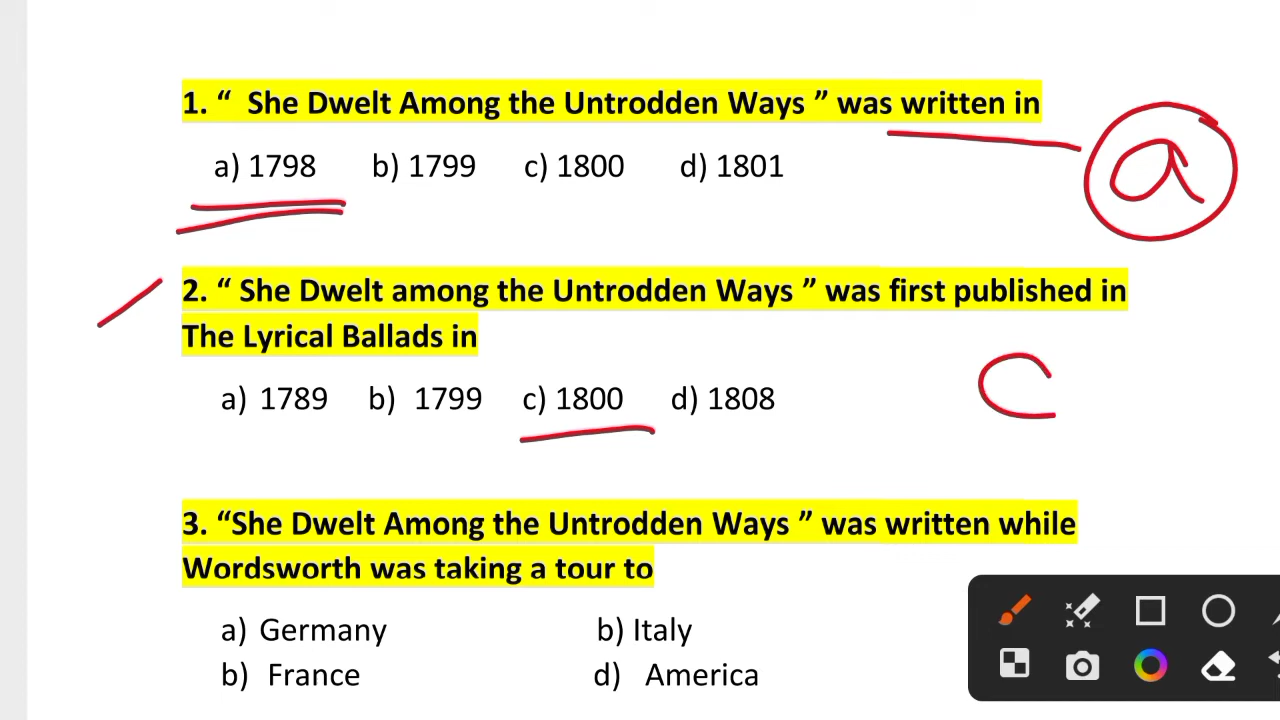 1. “ She Dwelt Among the Untrodden Ways ” was written in
a) 1798 b) 1799 c) 1800 d) 1801
a
2. “ She Dwelt among the Untrodden Ways ” was first published in
The Lyrical Ballads in
a) 1789 b) 1799 c) 1800 d) 1808
C
3. “She Dwelt Among the Untrodden Ways ” was written while
Wordsworth was taking a tour to
a) Germany b) Italy
b) France d) America